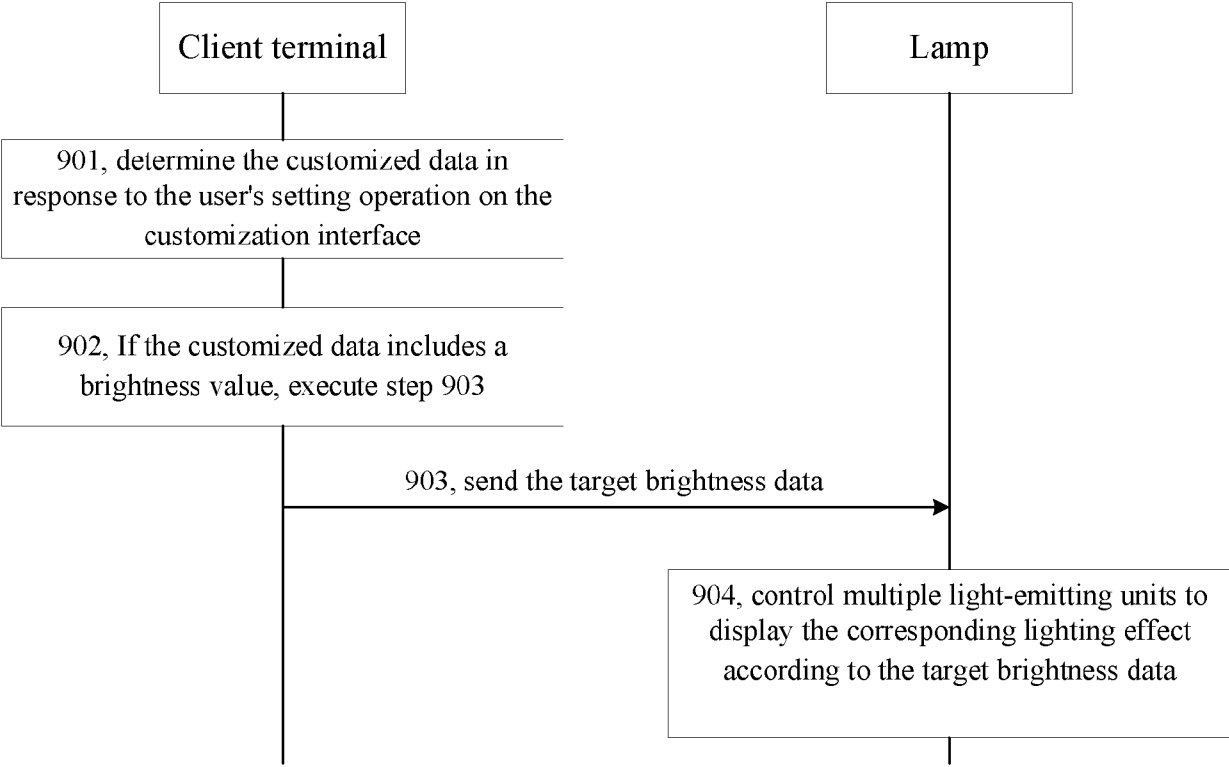 Client terminal
Lamp
901, determine the customized data in
response to the user's setting operation on the
customization interface
902, If the customized data includes a
brightness value, execute step 903
903, send the target brightness data
904, control multiple light-emitting units to
display the corresponding lighting effect
according to the target brightness data